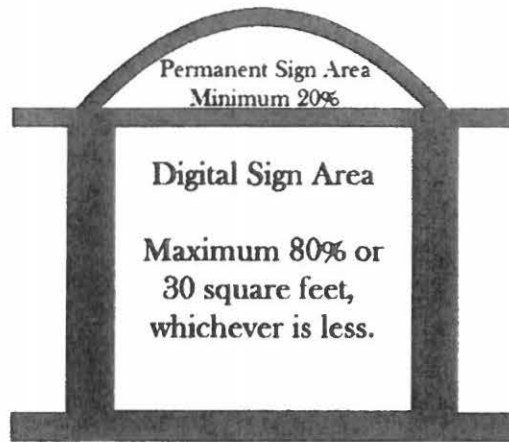 Permanent Sign Area
Minimum 20%
Digital Sign Area
Maximum 80% or
30 square feet,
whichever is less.